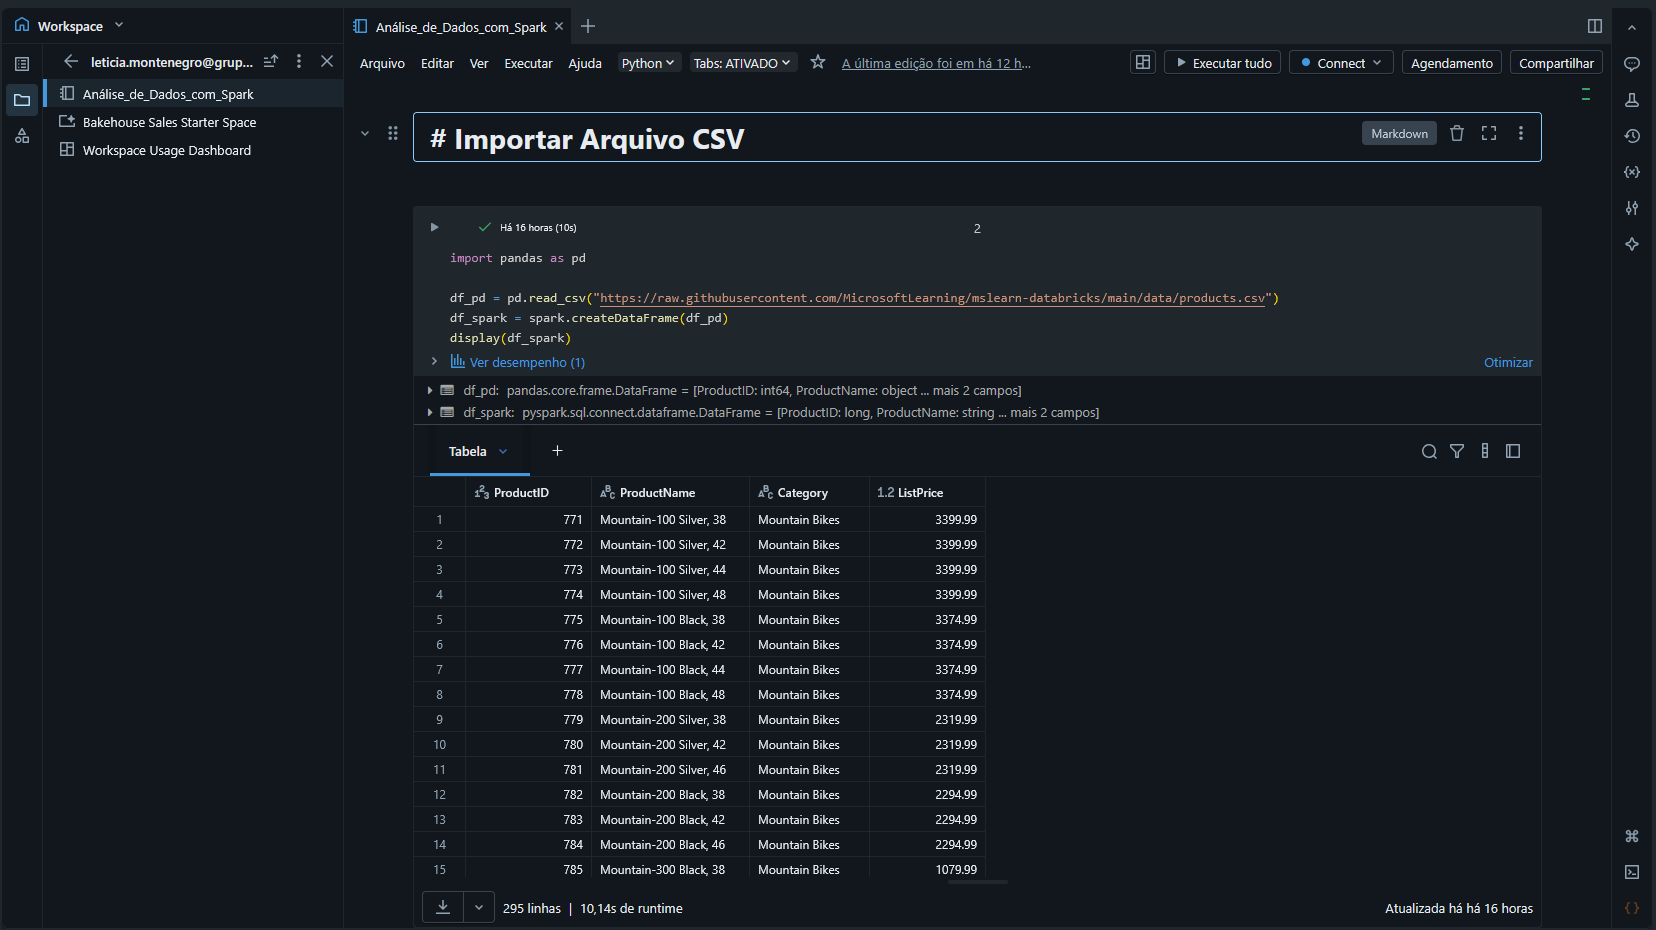 Workspace
Análise_de_Dados_com_Spark
leticia.montenegro@grup...
Arquivo Editar Ver Executar Ajuda Python Tabs: ATIVADO A última edição foi em há 12 h...
Executar tudo Connect Agendamento Compartilhar
Análise_de_Dados_com_Spark
Bakehouse Sales Starter Space
Workspace Usage Dashboard
# Importar Arquivo CSV
Markdown
Há 16 horas (10s)
2
import pandas as pd
df_pd = pd.read_csv("https://raw.githubusercontent.com/MicrosoftLearning/mslearn-databricks/main/data/products.csv")
df_spark = spark.createDataFrame(df_pd)
display(df_spark)
Ver desempenho (1)
Otimizar
df_pd: pandas.core.frame.DataFrame = [ProductID: int64, ProductName: object ... mais 2 campos]
df_spark: pyspark.sql.connect.dataframe.DataFrame = [ProductID: long, ProductName: string ... mais 2 campos]
Tabela
123 ProductID ABC ProductName ABC Category 1.2 ListPrice
1 771 Mountain-100 Silver, 38 Mountain Bikes 3399.99
2 772 Mountain-100 Silver, 42 Mountain Bikes 3399.99
3 773 Mountain-100 Silver, 44 Mountain Bikes 3399.99
4 774 Mountain-100 Silver, 48 Mountain Bikes 3399.99
5 775 Mountain-100 Black, 38 Mountain Bikes 3374.99
6 776 Mountain-100 Black, 42 Mountain Bikes 3374.99
7 777 Mountain-100 Black, 44 Mountain Bikes 3374.99
8 778 Mountain-100 Black, 48 Mountain Bikes 3374.99
9 779 Mountain-200 Silver, 38 Mountain Bikes 2319.99
10 780 Mountain-200 Silver, 42 Mountain Bikes 2319.99
11 781 Mountain-200 Silver, 46 Mountain Bikes 2319.99
12 782 Mountain-200 Black, 38 Mountain Bikes 2294.99
13 783 Mountain-200 Black, 42 Mountain Bikes 2294.99
14 784 Mountain-200 Black, 46 Mountain Bikes 2294.99
15 785 Mountain-300 Black, 38 Mountain Bikes 1079.99
295 linhas | 10,14s de runtime
Atualizada há há 16 horas